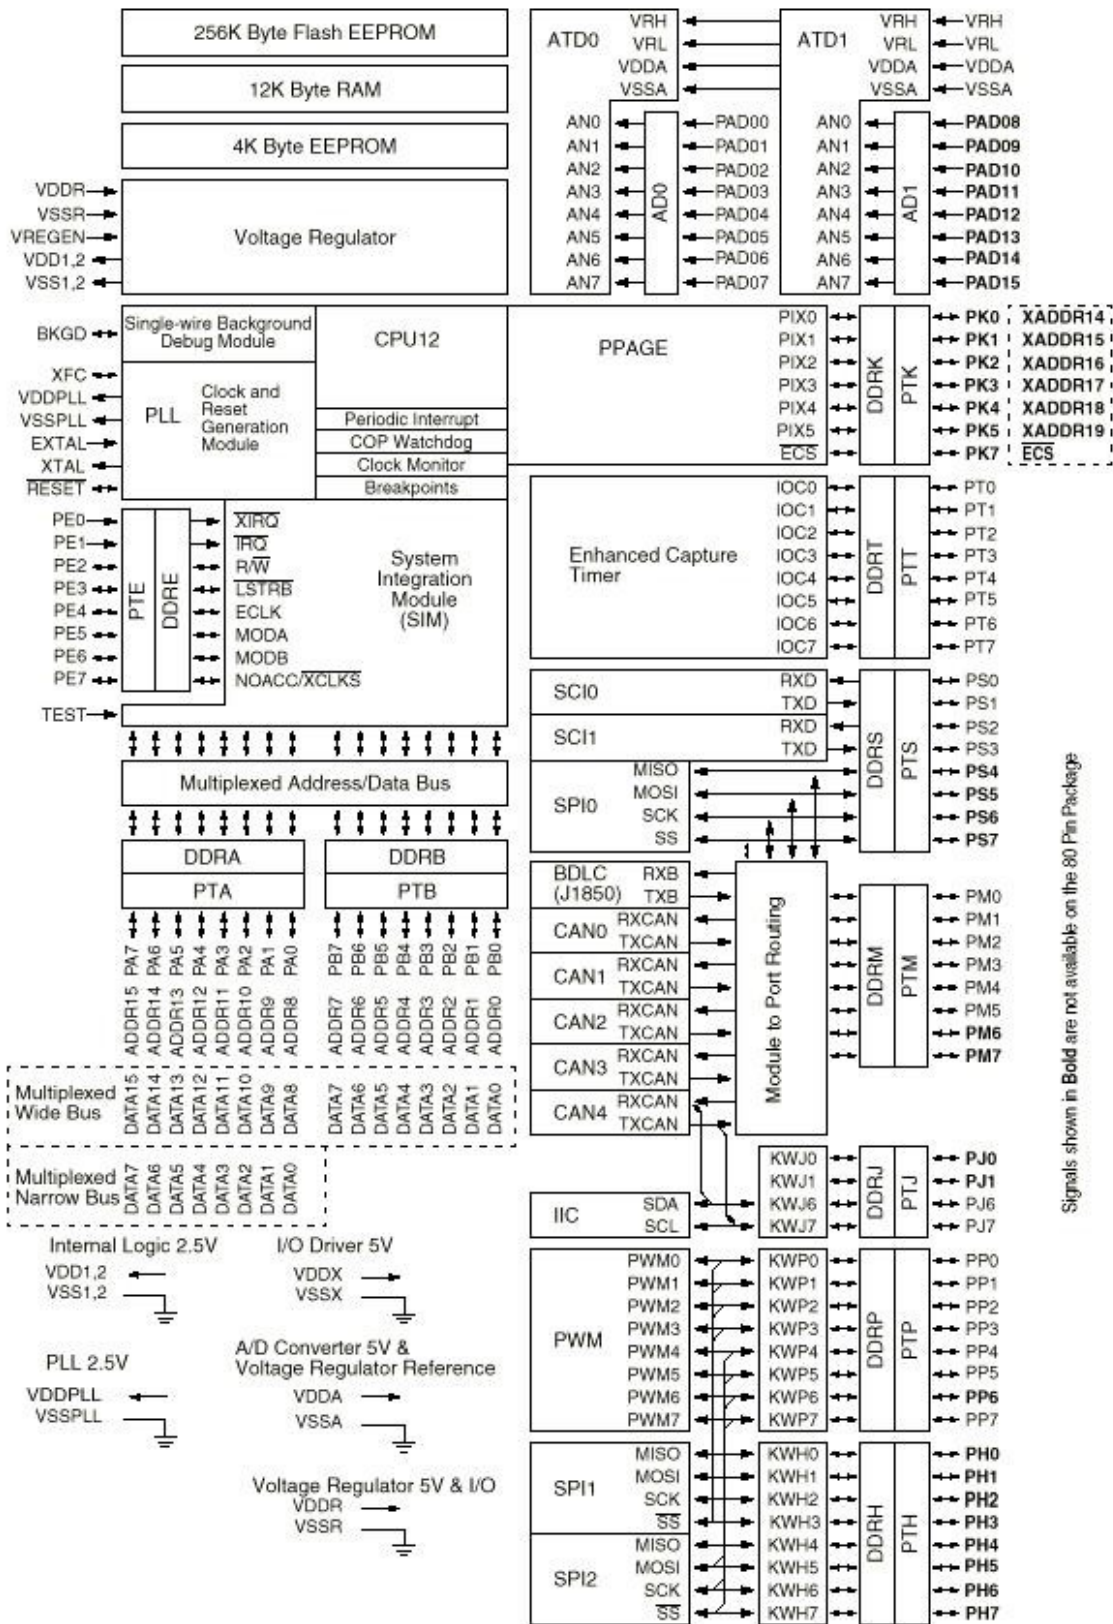 256K Byte Flash EEPROM
12K Byte RAM
4K Byte EEPROM
VDDR
VSSR
VREGEN
VDD1,2
VSS1,2
Voltage Regulator
ATD0
VRH
VRL
VDDA
VSSA
AN0
AN1
AN2
AN3
AN4
AN5
AN6
AN7
AD0
PAD00
PAD01
PAD02
PAD03
PAD04
PAD05
PAD06
PAD07
ATD1
VRH
VRL
VDDA
VSSA
VRH
VRL
VDDA
VSSA
AN0
AN1
AN2
AN3
AN4
AN5
AN6
AN7
AD1
PAD08
PAD09
PAD10
PAD11
PAD12
PAD13
PAD14
PAD15
BKGD
XFC
VDDPLL
VSSPLL
EXTAL
XTAL
RESET
Single-wire Background
Debug Module
CPU12
PLL
Clock and
Reset
Generation
Module
Periodic Interrupt
COP Watchdog
Clock Monitor
Breakpoints
PPAGE
PIX0
PIX1
PIX2
PIX3
PIX4
PIX5
ECS
DDRK
PTK
PK0 XADDR14
PK1 XADDR15
PK2 XADDR16
PK3 XADDR17
PK4 XADDR18
PK5 XADDR19
PK7 ECS
PE0
PE1
PE2
PE3
PE4
PE5
PE6
PE7
TEST
PTE
DDRE
XIRQ
IRQ
R/W
LSTRB
ECLK
MODA
MODB
NOACC/XCLKS
System
Integration
Module
(SIM)
Enhanced Capture
Timer
IOC0
IOC1
IOC2
IOC3
IOC4
IOC5
IOC6
IOC7
DDRT
PTT
PT0
PT1
PT2
PT3
PT4
PT5
PT6
PT7
SCI0
RXD
TXD
SCI1
RXD
TXD
SPI0
MISO
MOSI
SCK
SS
DDRS
PTS
PS0
PS1
PS2
PS3
PS4
PS5
PS6
PS7
Multiplexed Address/Data Bus
DDRA
PTA
DDRB
PTB
PA7
PA6
PA5
PA4
PA3
PA2
PA1
PA0
PB7
PB6
PB5
PB4
PB3
PB2
PB1
PB0
ADDR15
ADDR14
ADDR13
ADDR12
ADDR11
ADDR10
ADDR9
ADDR8
ADDR7
ADDR6
ADDR5
ADDR4
ADDR3
ADDR2
ADDR1
ADDR0
Multiplexed
Wide Bus
DATA15
DATA14
DATA13
DATA12
DATA11
DATA10
DATA9
DATA8
DATA7
DATA6
DATA5
DATA4
DATA3
DATA2
DATA1
DATA0
Multiplexed
Narrow Bus
DATA7
DATA6
DATA5
DATA4
DATA3
DATA2
DATA1
DATA0
BDLC
(J1850)
RXB
TXB
CAN0
RXCAN
TXCAN
CAN1
RXCAN
TXCAN
CAN2
RXCAN
TXCAN
CAN3
RXCAN
TXCAN
CAN4
RXCAN
TXCAN
Module to Port Routing
DDRM
PTM
PM0
PM1
PM2
PM3
PM4
PM5
PM6
PM7
IIC
SDA
SCL
KWJ0
KWJ1
KWJ6
KWJ7
DDRJ
PTJ
PJ0
PJ1
PJ6
PJ7
PWM
PWM0
PWM1
PWM2
PWM3
PWM4
PWM5
PWM6
PWM7
KWP0
KWP1
KWP2
KWP3
KWP4
KWP5
KWP6
KWP7
DDRP
PTP
PP0
PP1
PP2
PP3
PP4
PP5
PP6
PP7
SPI1
MISO
MOSI
SCK
SS
SPI2
MISO
MOSI
SCK
SS
KWH0
KWH1
KWH2
KWH3
KWH4
KWH5
KWH6
KWH7
DDRH
PTH
PH0
PH1
PH2
PH3
PH4
PH5
PH6
PH7
Internal Logic 2.5V
VDD1,2
VSS1,2
I/O Driver 5V
VDDX
VSSX
PLL 2.5V
VDDPLL
VSSPLL
A/D Converter 5V &
Voltage Regulator Reference
VDDA
VSSA
Voltage Regulator 5V & I/O
VDDR
VSSR
Signals shown in Bold are not available on the 80 Pin Package